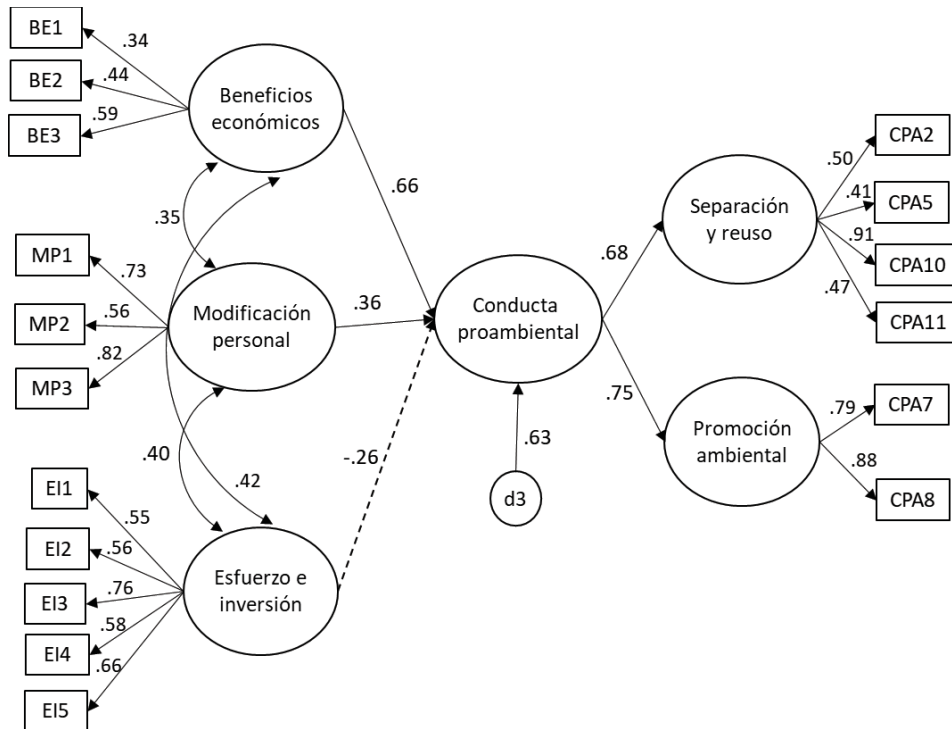 BE1
.34
BE2
.44
BE3
.59
Beneficios
económicos
.66
.35
MP1
.73
MP2
.56
MP3
.82
Modificación
personal
.36
.40
.42
-.26
EI1
.55
EI2
.56
EI3
.76
EI4
.58
EI5
.66
Esfuerzo e
inversión
Conducta
proambiental
.63
d3
.68
.75
Separación
y reuso
.50
CPA2
.41
CPA5
.91
CPA10
.47
CPA11
Promoción
ambiental
.79
CPA7
.88
CPA8